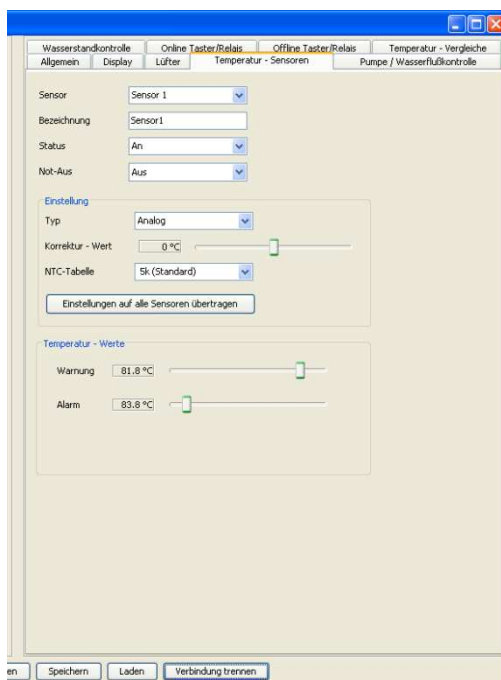 Wasserstandkontrolle Online Taster/Relais Offline Taster/Relais Temperatur - Vergleiche
Allgemein Display Lüfter Temperatur - Sensoren Pumpe / Wasserflußkontrolle
Sensor Sensor 1
Bezeichnung Sensor1
Status An
Not-Aus Aus
Einstellung
Typ Analog
Korrektur - Wert 0 °C
NTC-Tabelle 5k (Standard)
Einstellungen auf alle Sensoren übertragen
Temperatur - Werte
Warnung 81.8 °C
Alarm 83.8 °C
en Speichern Laden Verbindung trennen